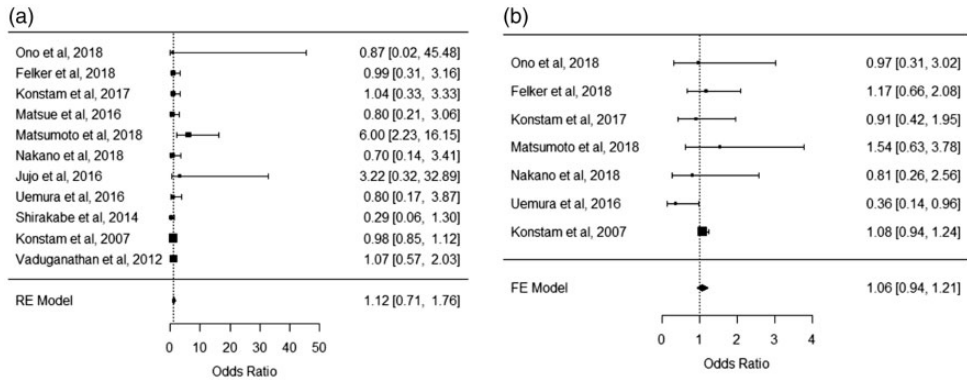 (a)
Ono et al, 2018 0.87 [0.02, 45.48]
Felker et al, 2018 0.99 [0.31, 3.16]
Konstam et al, 2017 1.04 [0.33, 3.33]
Matsue et al, 2016 0.80 [0.21, 3.06]
Matsumoto et al, 2018 6.00 [2.23, 16.15]
Nakano et al, 2018 0.70 [0.14, 3.41]
Jujo et al, 2016 3.22 [0.32, 32.89]
Uemura et al, 2016 0.80 [0.17, 3.87]
Shirakabe et al, 2014 0.29 [0.06, 1.30]
Konstam et al, 2007 0.98 [0.85, 1.12]
Vaduganathan et al, 2012 1.07 [0.57, 2.03]
RE Model 1.12 [0.71, 1.76]
0 10 20 30 40 50
Odds Ratio
(b)
Ono et al, 2018 0.97 [0.31, 3.02]
Felker et al, 2018 1.17 [0.66, 2.08]
Konstam et al, 2017 0.91 [0.42, 1.95]
Matsumoto et al, 2018 1.54 [0.63, 3.78]
Nakano et al, 2018 0.81 [0.26, 2.56]
Uemura et al, 2016 0.36 [0.14, 0.96]
Konstam et al, 2007 1.08 [0.94, 1.24]
FE Model 1.06 [0.94, 1.21]
0 1 2 3 4
Odds Ratio